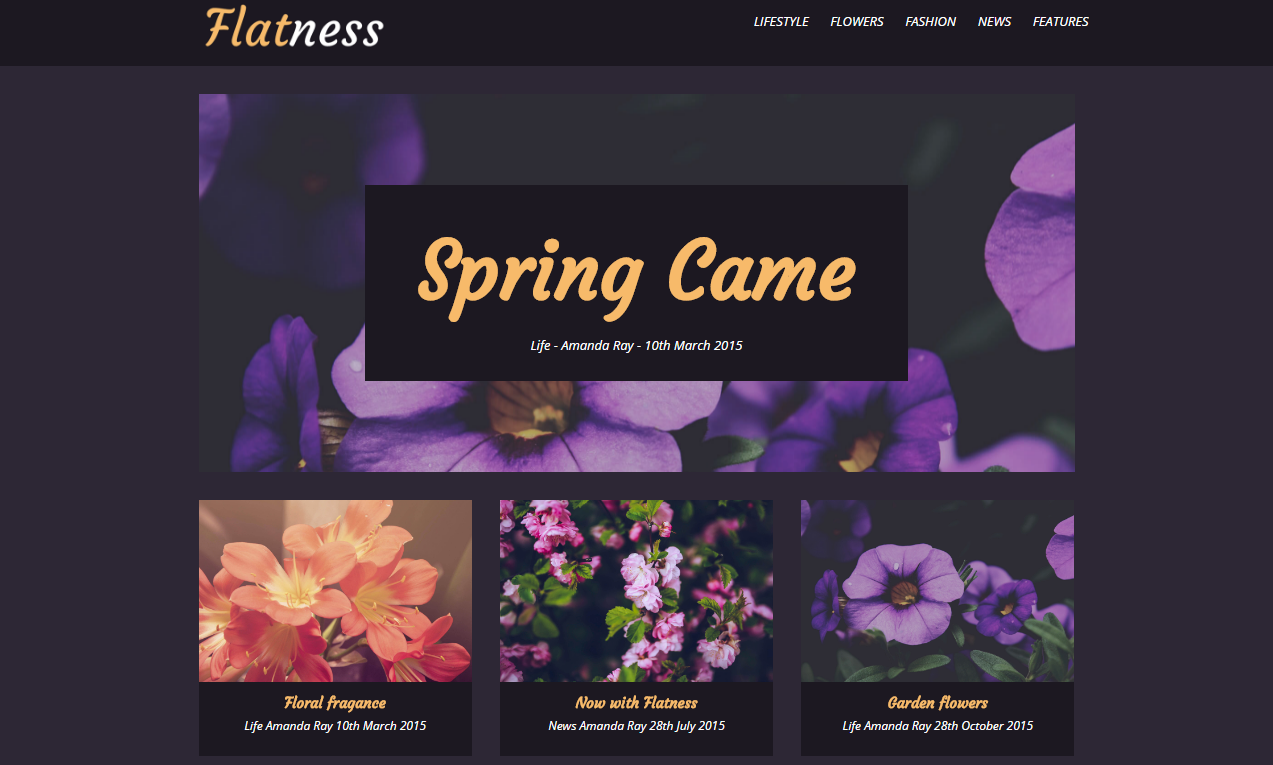 Flatness
LIFESTYLE FLOWERS FASHION NEWS FEATURES
Spring Came
Life - Amanda Ray - 10th March 2015
Floral fragance
Life Amanda Ray 10th March 2015
Now with Flatness
News Amanda Ray 28th July 2015
Garden flowers
Life Amanda Ray 28th October 2015